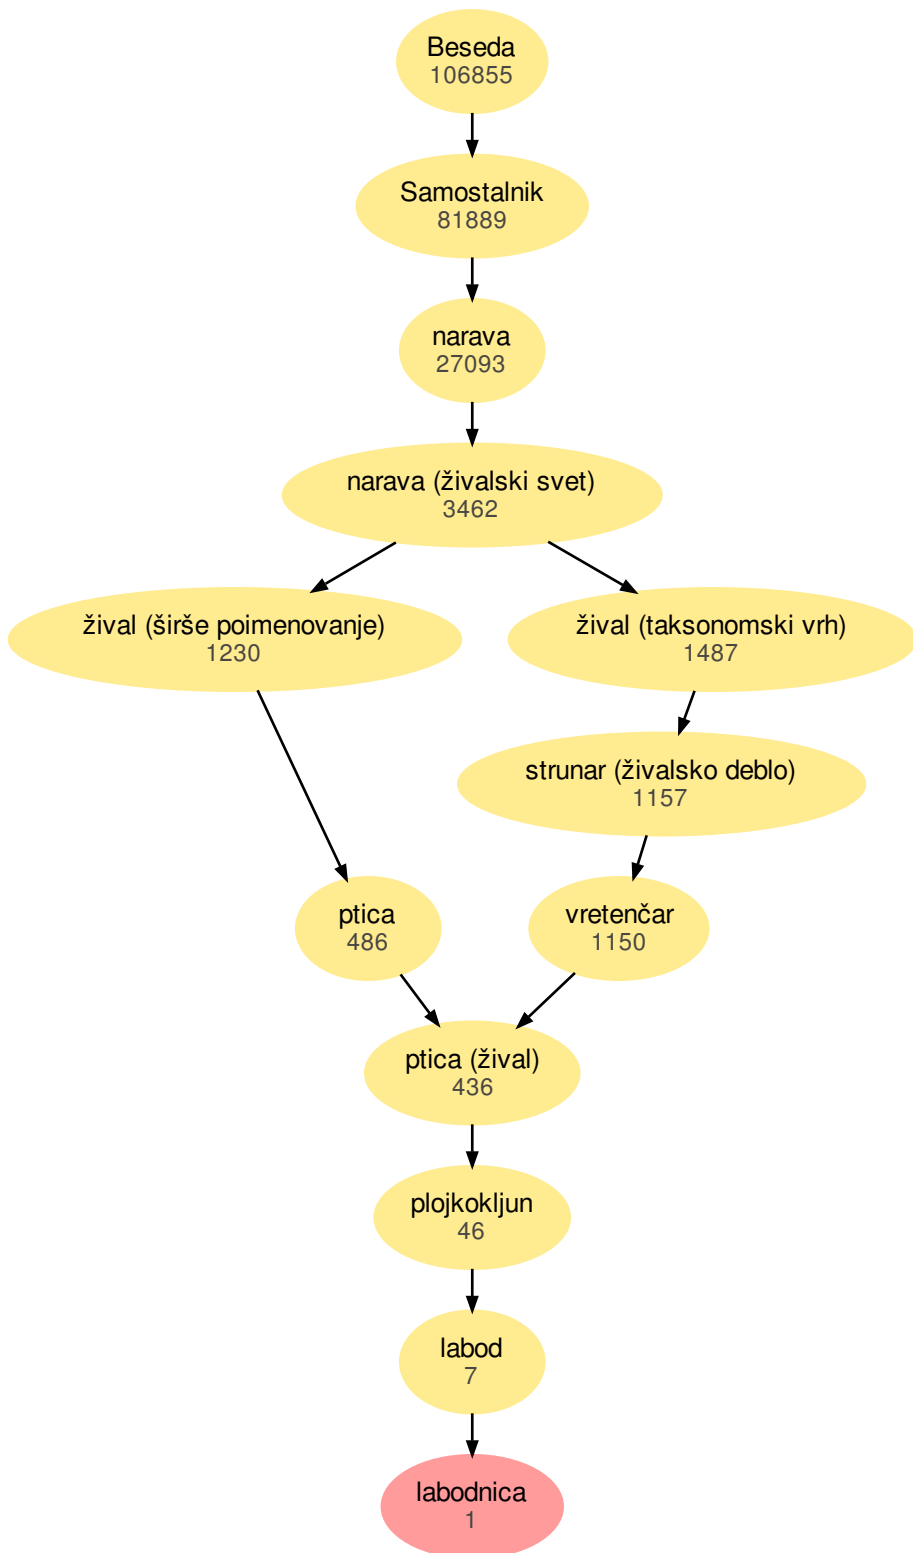 Beseda
106855
Samostalnik
81889
narava
27093
narava (živalski svet)
3462
žival (širše poimenovanje)
1230
žival (taksonomski vrh)
1487
strunar (živalsko deblo)
1157
ptica
486
vretenčar
1150
ptica (žival)
436
plojkokljun
46
labod
7
labodnica
1